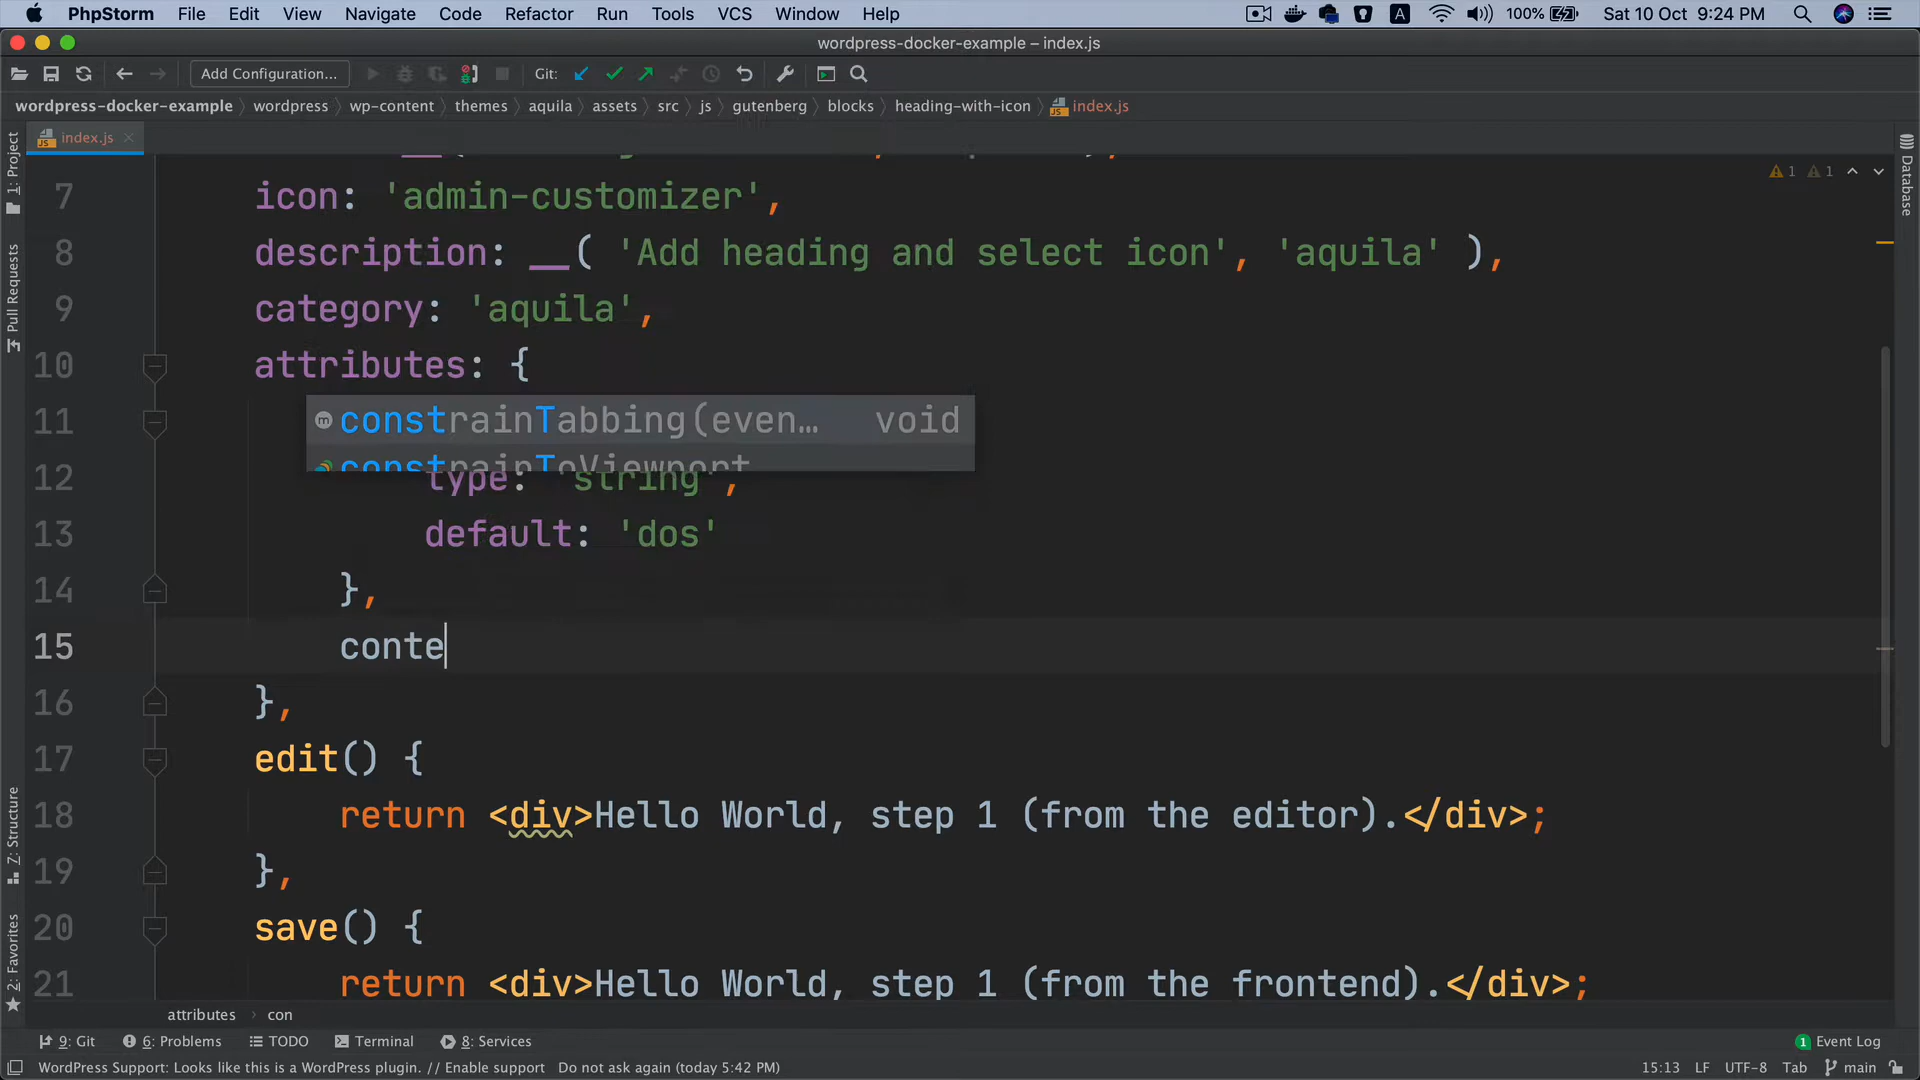 PhpStorm File Edit View Navigate Code Refactor Run Tools VCS Window Help A 100% Sat 10 Oct 9:24 PM
wordpress-docker-example – index.js
Add Configuration... Git:
wordpress-docker-example wordpress wp-content themes aquila assets src js gutenberg blocks heading-with-icon index.js
index.js
1: Project
Pull Requests
Z: Structure
2: Favorites
Database
1 1
7 icon: 'admin-customizer',
8 description: __( 'Add heading and select icon', 'aquila' ),
9 category: 'aquila',
10 attributes: {
11
constrainTabbing(even… void
constrainToViewport
12 type: 'string',
13 default: 'dos'
14 },
15 conte
16 },
17 edit() {
18 return <div>Hello World, step 1 (from the editor).</div>;
19 },
20 save() {
21 return <div>Hello World, step 1 (from the frontend).</div>;
attributes con
9: Git 6: Problems TODO Terminal 8: Services 1 Event Log
WordPress Support: Looks like this is a WordPress plugin. // Enable support Do not ask again (today 5:42 PM) 15:13 LF UTF-8 Tab main